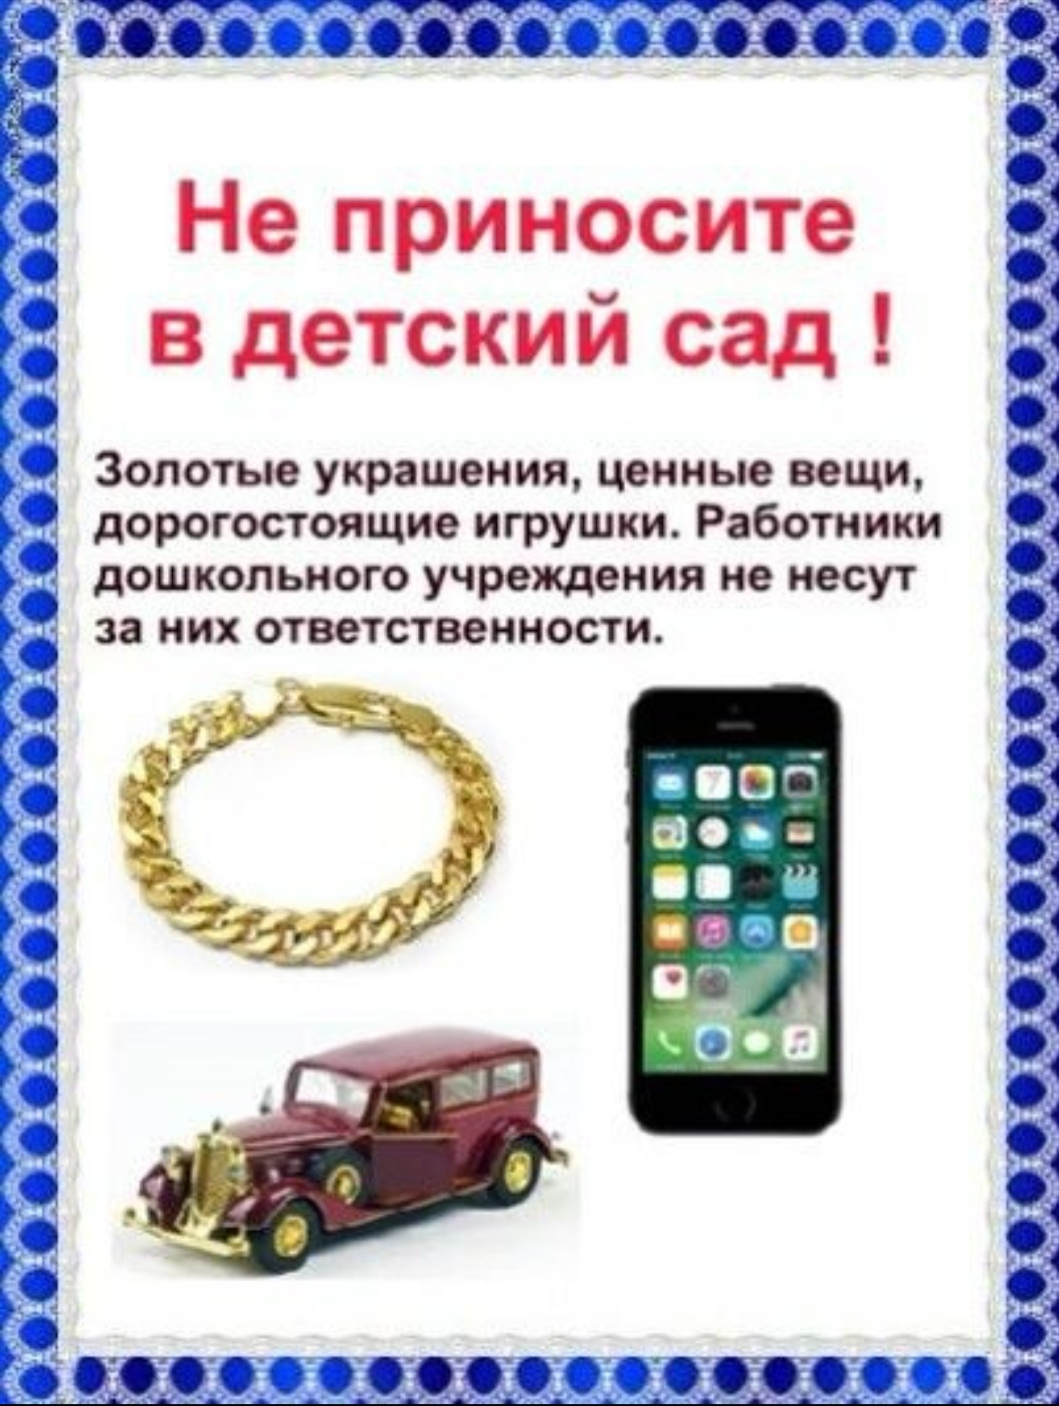 Не приносите
в детский сад !
Золотые украшения, ценные вещи,
дорогостоящие игрушки. Работники
дошкольного учреждения не несут
за них ответственности.